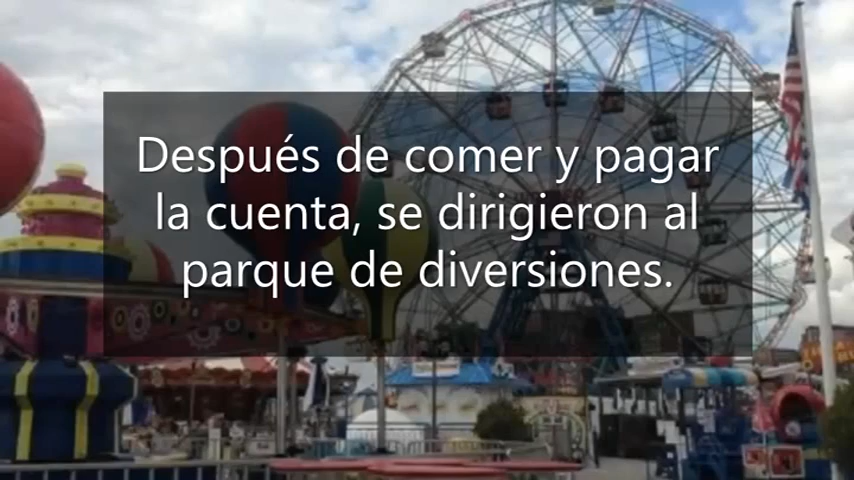 Después de comer y pagar
la cuenta, se dirigieron al
parque de diversiones.